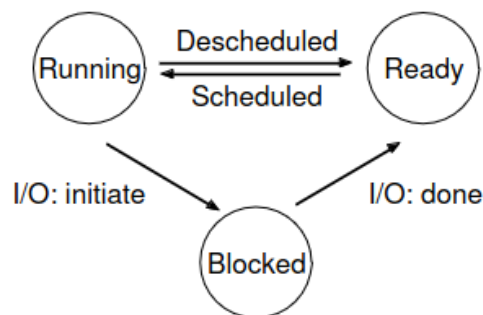 Descheduled
Running
Ready
Scheduled
I/O: initiate
I/O: done
Blocked